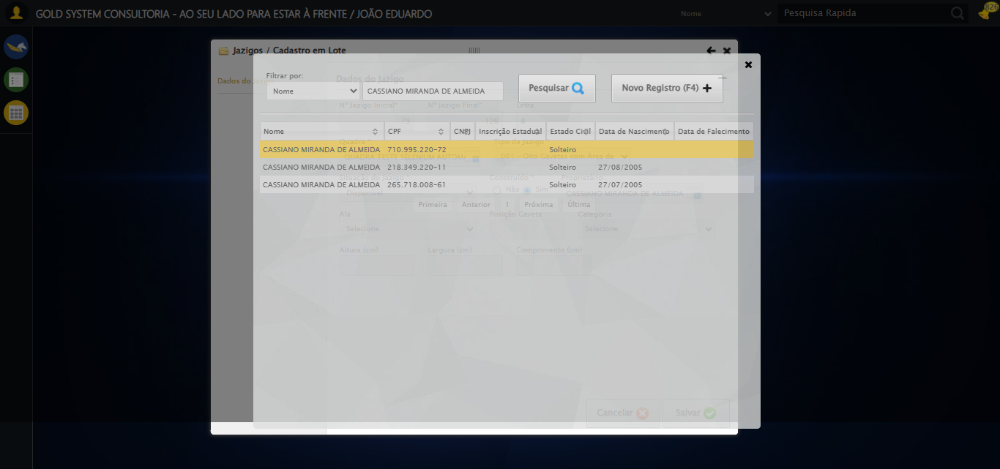 GOLD SYSTEM CONSULTORIA - AO SEU LADO PARA ESTAR À FRENTE / JOÃO EDUARDO
Nome
Pesquisa Rapida
826
Jazigos / Cadastro em Lote
Filtrar por:
Dados do Jazigo
Dados do Jazigo
Nome
CASSIANO MIRANDA DE ALMEIDA
Pesquisar
Novo Registro (F4)
Nº Jazigo Inicial* Nº Jazigo Final* Letra
79 126 B
Nome CPF CNPJ Inscrição Estadual Estado Civil Data de Nascimento Data de Falecimento
Quadra * Tipo de Jazigo *
CASSIANO MIRANDA DE ALMEIDA 710.995.220-72 Solteiro
QUADRA TESTE SELENIUM AUTOMI 001 - Oito Gavetas com Área de
CASSIANO MIRANDA DE ALMEIDA 218.349.220-11 Solteiro 27/08/2005
Situação do Jazigo * Construído * Proprietário
CASSIANO MIRANDA DE ALMEIDA 265.718.008-61 Solteiro 27/07/2005
Disponível Não Sim CASSIANO MIRANDA DE ALMEIDA
Primeira Anterior 1 Próxima Última
Ala Posição Gaveta Categoria
Selecione Selecione
Altura (cm) Largura (cm) Comprimento (cm)
Cancelar Salvar